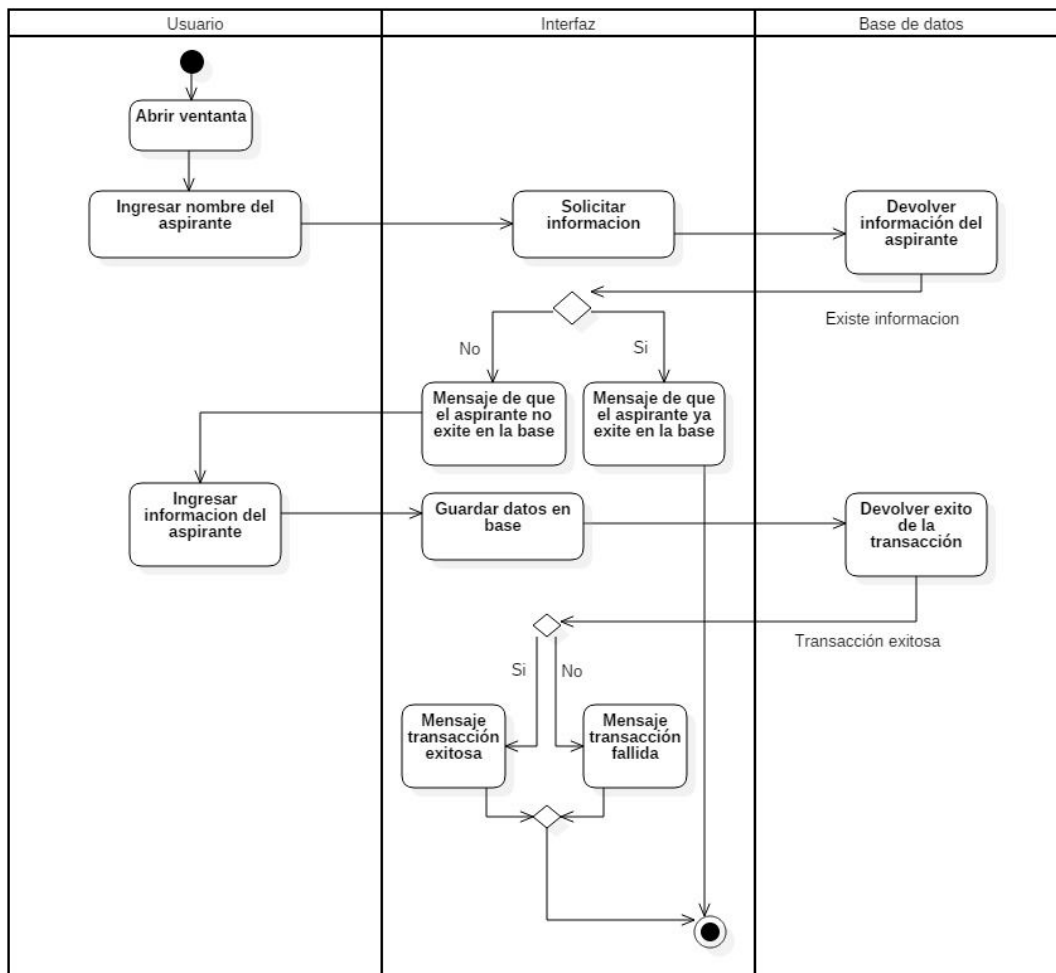 Usuario
Interfaz
Base de datos
Abrir ventanta
Ingresar nombre del
aspirante
Solicitar
informacion
Devolver
información del
aspirante
Existe informacion
No
Si
Mensaje de que
el aspirante no
exite en la base
Mensaje de que
el aspirante ya
exite en la base
Ingresar
informacion del
aspirante
Guardar datos en
base
Devolver exito
de la
transacción
Transacción exitosa
Si
No
Mensaje
transacción
exitosa
Mensaje
transacción
fallida